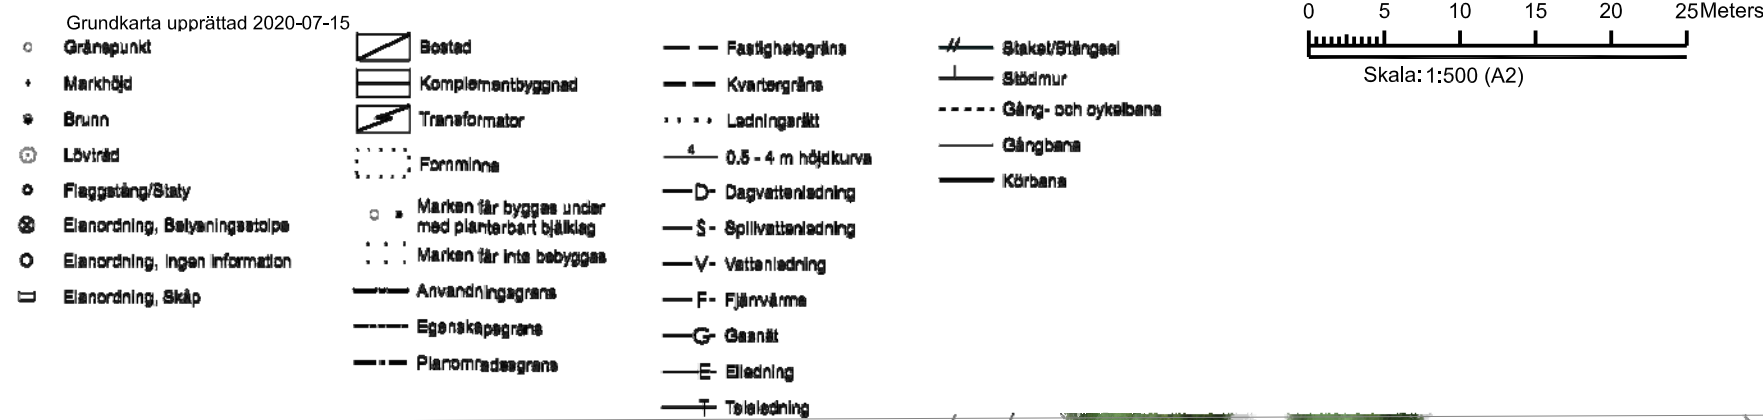 Grundkarta upprättad 2020-07-15
Gränspunkt
Markhöjd
Brunn
Lövträd
Flaggstång/Staty
Elanordning, Belysningsstolpe
Elanordning, Ingen information
Elanordning, Skåp
Bostad
Komplementbyggnad
Transformator
Fornminne
Marken får byggas under
med planterbart bjälklag
Marken får inte bebyggas
Användningsgräns
Egenskapsgräns
Planområdesgräns
Fastighetsgräns
Kvartergräns
Ledningsrätt
4
0.5 - 4 m höjdkurva
D
Dagvattenledning
S
Spillvattenledning
V
Vattenledning
F
Fjärrvärme
G
Gasnät
E
Elledning
T
Teleledning
Staket/Stängsel
Stödmur
Gång- och cykelbana
Gångbana
Körbana
0 5 10 15 20 25 Meters
Skala: 1:500 (A2)